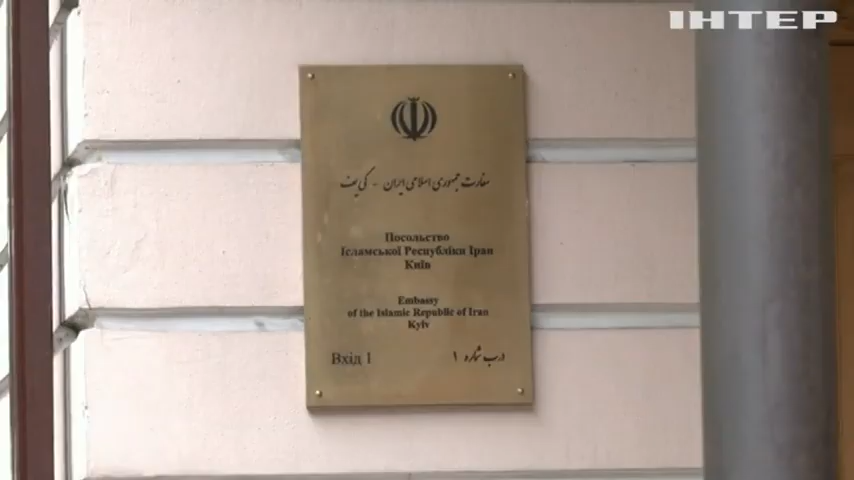 ІНТЕР
سفارت جمهوری اسلامی ایران - کی یف
Посольство
Ісламської Республіки Іран
Київ
Embassy
of the Islamic Republic of Iran
Kyiv
Вхід 1
درب شماره ۱